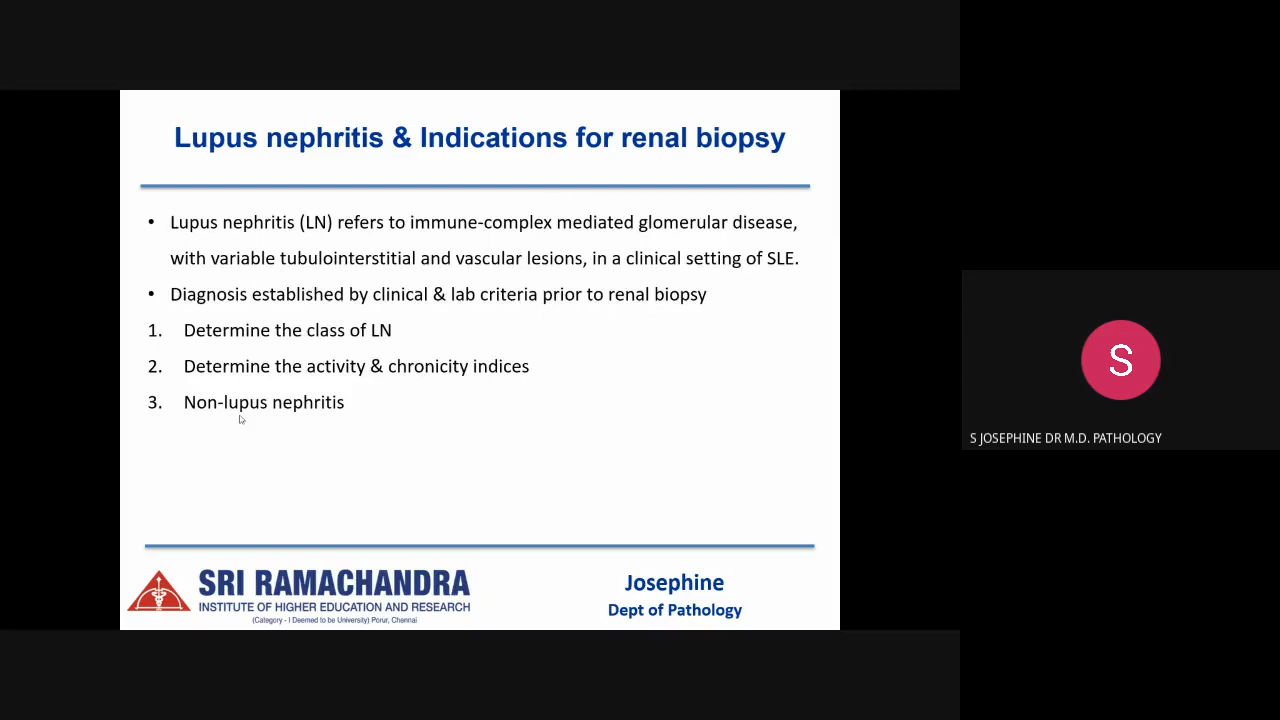 Lupus nephritis & Indications for renal biopsy
• Lupus nephritis (LN) refers to immune-complex mediated glomerular disease,
with variable tubulointerstitial and vascular lesions, in a clinical setting of SLE.
• Diagnosis established by clinical & lab criteria prior to renal biopsy
1. Determine the class of LN
2. Determine the activity & chronicity indices
3. Non-lupus nephritis
SRI RAMACHANDRA
INSTITUTE OF HIGHER EDUCATION AND RESEARCH
(Category - I Deemed to be University) Porur, Chennai
Josephine
Dept of Pathology
S
S JOSEPHINE DR M.D. PATHOLOGY